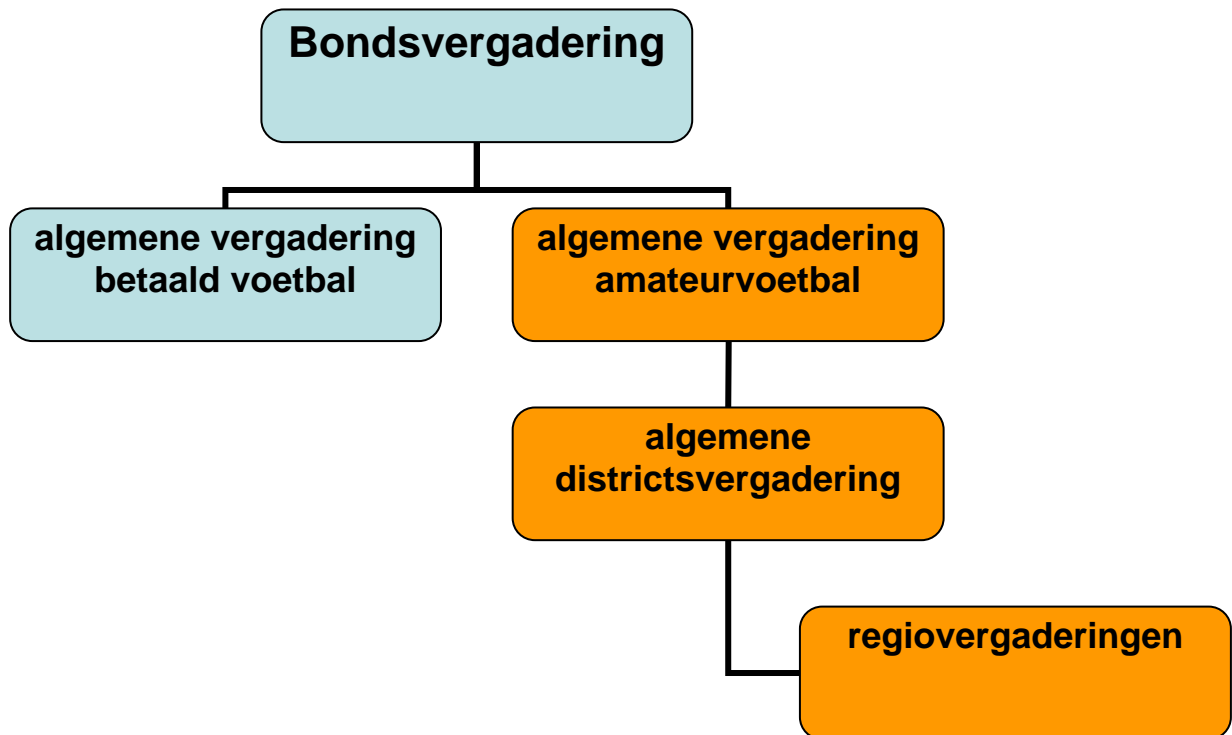 Bondsvergadering
algemene vergadering
betaald voetbal
algemene vergadering
amateurvoetbal
algemene
districtsvergadering
regiovergaderingen